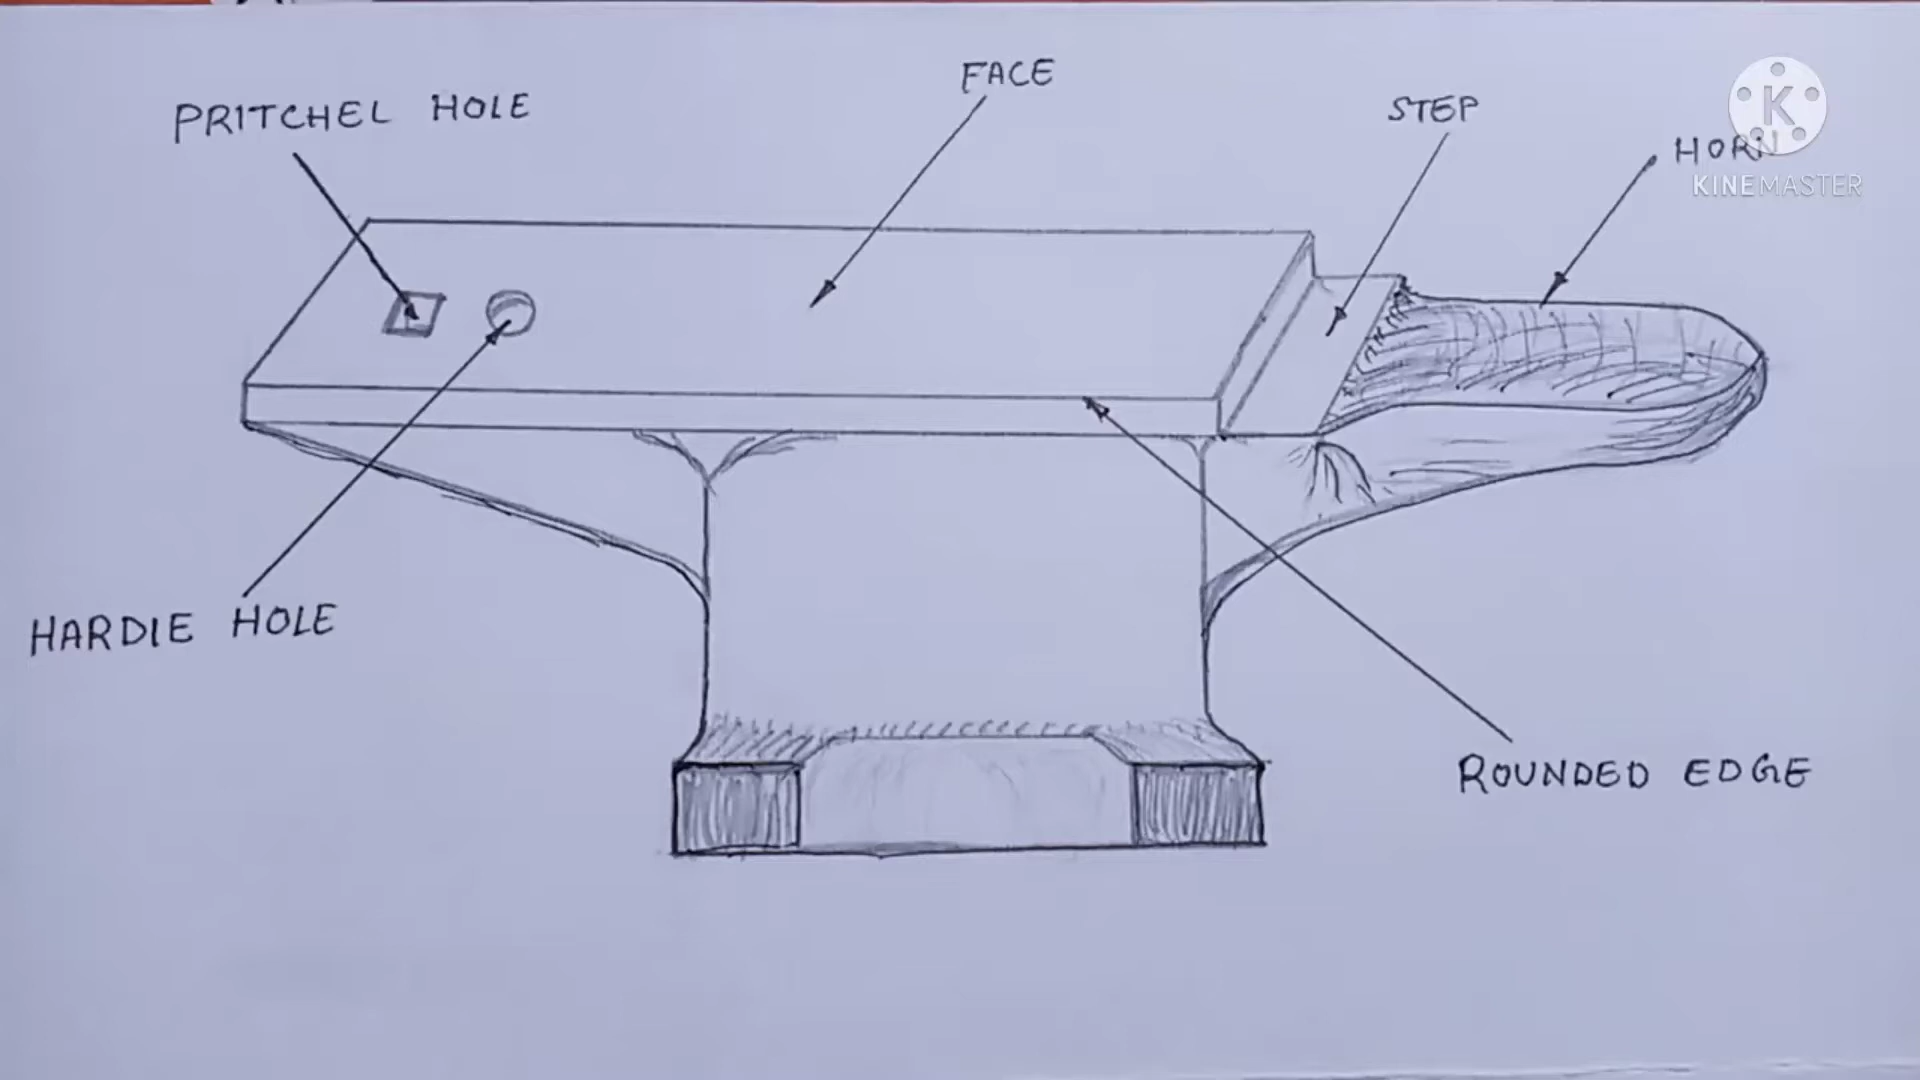 FACE
PRITCHEL HOLE
STEP
HORN
K
KINEMASTER
HARDIE HOLE
ROUNDED EDGE